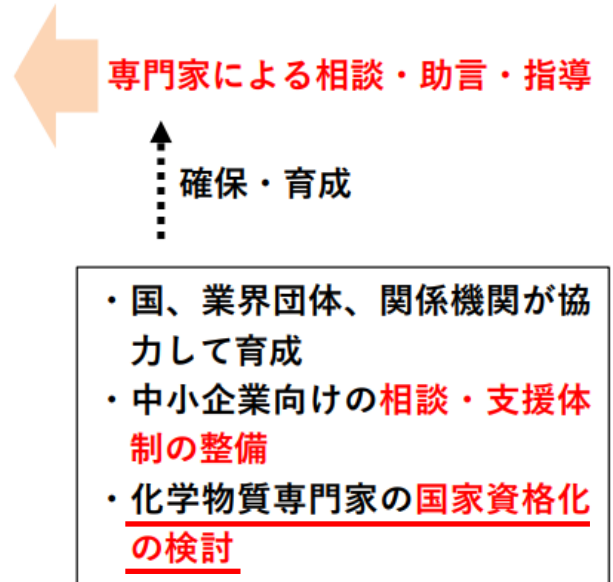 専門家による相談・助言・指導
確保・育成
・国、業界団体、関係機関が協
力して育成
・中小企業向けの相談・支援体
制の整備
・化学物質専門家の国家資格化
の検討